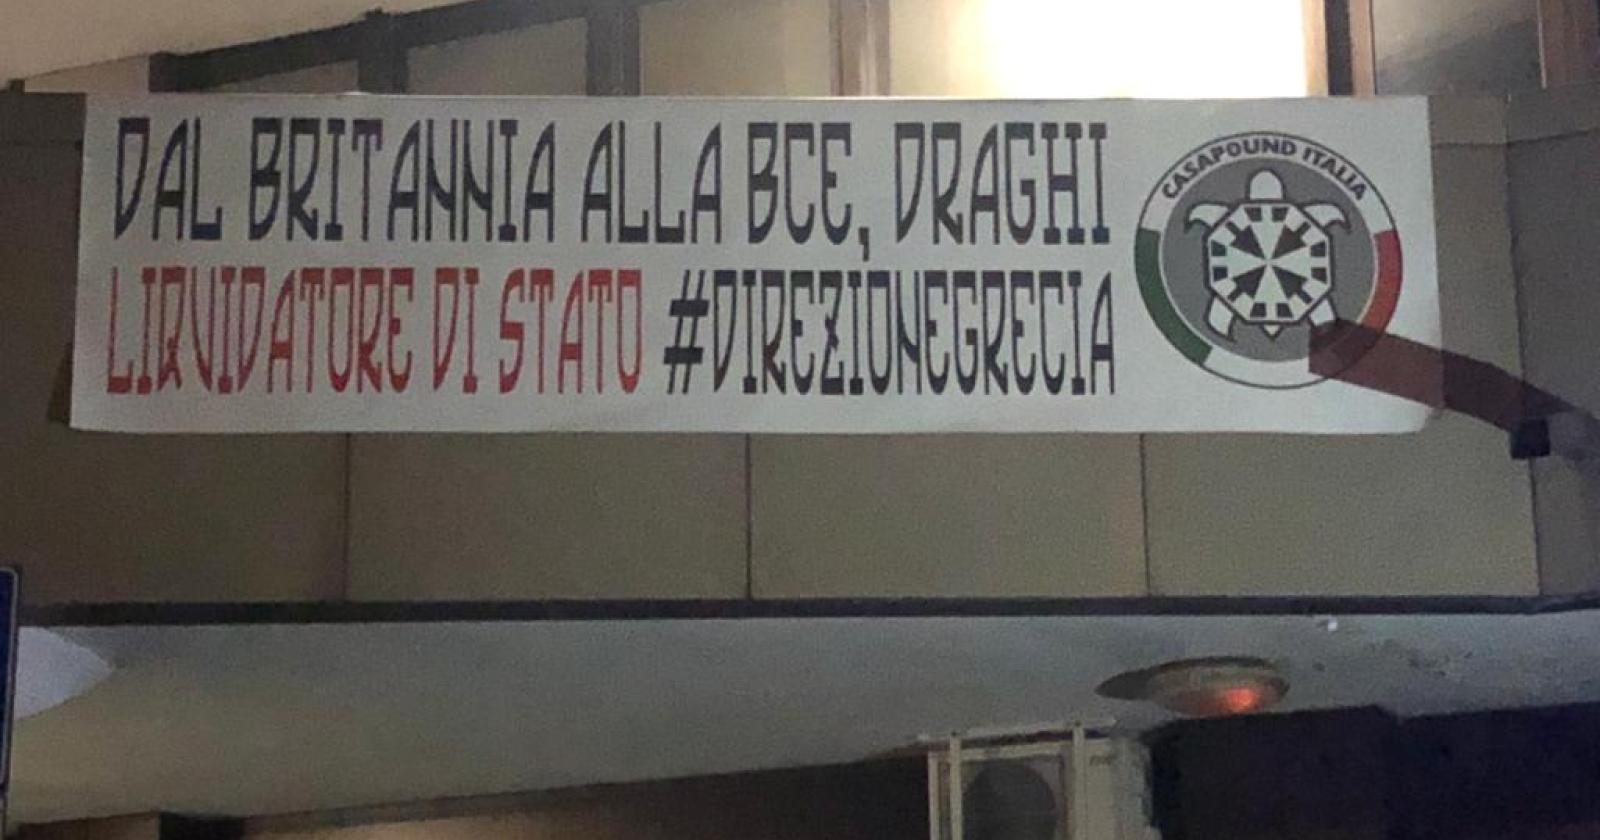 DAL BRITANNIA ALLA BCE, DRAGHI
LIQUIDATORE DI STATO #DIREZIONEGRECIA
CASAPOUND ITALIA